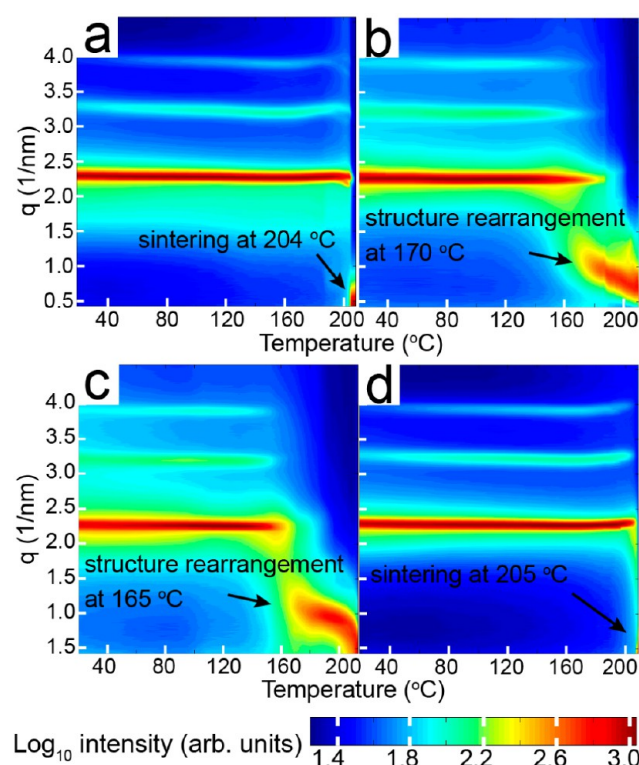 a
b
4.0
3.5
3.0
2.5
2.0
1.5
1.0
0.5
q (1/nm)
sintering at 204 °C
structure rearrangement
at 170 °C
40 80 120 160 200
40 80 120 160 200
Temperature (°C)
c
d
4.0
3.5
3.0
2.5
2.0
1.5
1.0
1.5
q (1/nm)
structure rearrangement
at 165 °C
sintering at 205 °C
40 80 120 160 200
40 80 120 160 200
Temperature (°C)
Log10 intensity (arb. units)
1.4 1.8 2.2 2.6 3.0